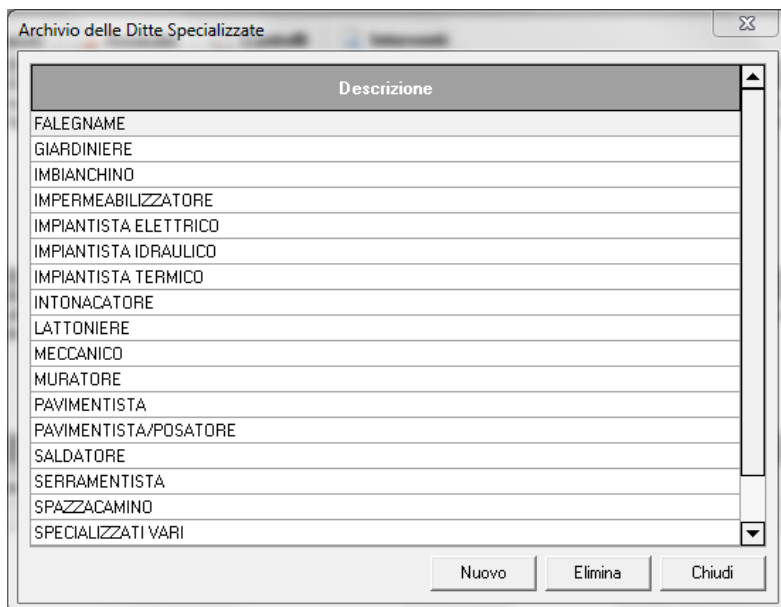 Archivio delle Ditte Specializzate
Descrizione
FALEGNAME
GIARDINIERE
IMBIANCHINO
IMPERMEABILIZZATORE
IMPIANTISTA ELETTRICO
IMPIANTISTA IDRAULICO
IMPIANTISTA TERMICO
INTONACATORE
LATTONIERE
MECCANICO
MURATORE
PAVIMENTISTA
PAVIMENTISTA/POSATORE
SALDATORE
SERRAMENTISTA
SPAZZACAMINO
SPECIALIZZATI VARI
Nuovo Elimina Chiudi